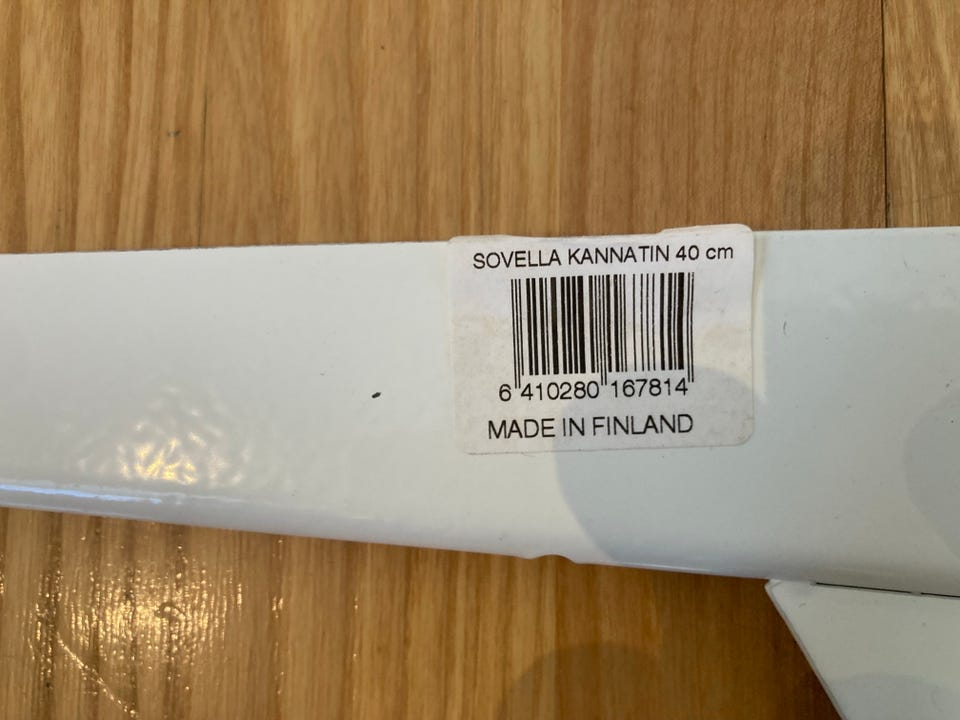 SOVELLA KANNATIN 40 cm
6 410280 167814
MADE IN FINLAND